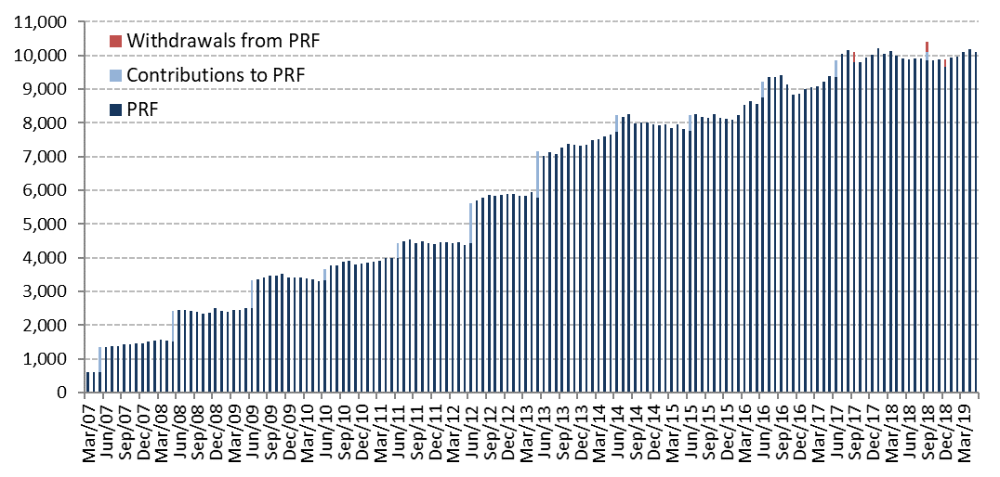 11,000
10,000
9,000
8,000
7,000
6,000
5,000
4,000
3,000
2,000
1,000
0
Withdrawals from PRF
Contributions to PRF
PRF
Mar/07
Jun/07
Sep/07
Dec/07
Mar/08
Jun/08
Sep/08
Dec/08
Mar/09
Jun/09
Sep/09
Dec/09
Mar/10
Jun/10
Sep/10
Dec/10
Mar/11
Jun/11
Sep/11
Dec/11
Mar/12
Jun/12
Sep/12
Dec/12
Mar/13
Jun/13
Sep/13
Dec/13
Mar/14
Jun/14
Sep/14
Dec/14
Mar/15
Jun/15
Sep/15
Dec/15
Mar/16
Jun/16
Sep/16
Dec/16
Mar/17
Jun/17
Sep/17
Dec/17
Mar/18
Jun/18
Sep/18
Dec/18
Mar/19